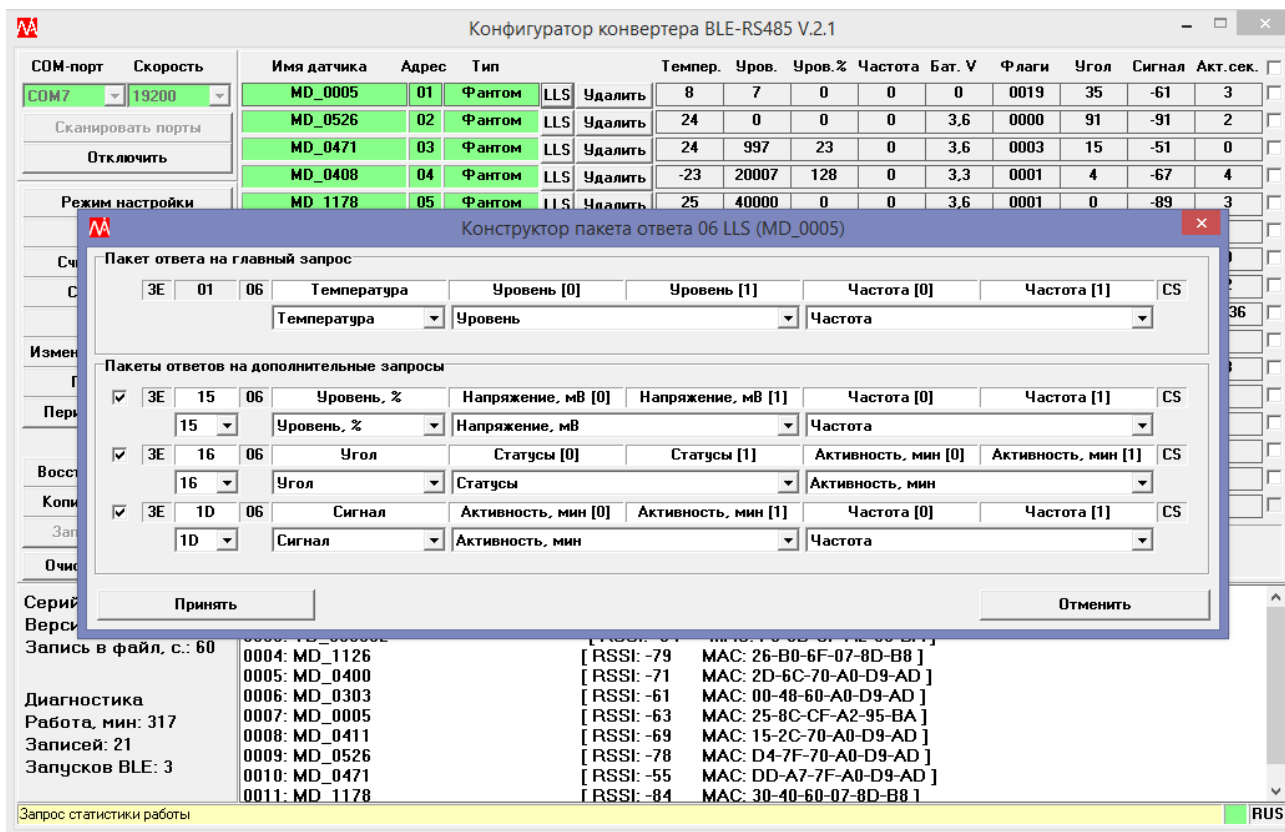 Конфигуратор конвертера BLE-RS485 V.2.1
COM-порт Скорость Имя датчика Адрес Тип Темпер. Уров. Уров.% Частота Бат. V Флаги Угол Сигнал Акт.сек.
COM7 19200 MD_0005 01 Фантом LLS Удалить 8 7 0 0 0 0019 35 -61 3
Сканировать порты MD_0526 02 Фантом LLS Удалить 24 0 0 0 3,6 0000 91 -91 2
Отключить MD_0471 03 Фантом LLS Удалить 24 997 23 0 3,6 0003 15 -51 0
MD_0408 04 Фантом LLS Удалить -23 20007 128 0 3,3 0001 4 -67 4
Режим настройки MD_1178 05 Фантом LLS Удалить 25 40000 0 0 3,6 0001 0 -89 3
Конструктор пакета ответа 06 LLS (MD_0005)
Пакет ответа на главный запрос
3E 01 06 Температура Уровень [0] Уровень [1] Частота [0] Частота [1] CS
Температура Уровень Частота
36
Пакеты ответов на дополнительные запросы
3E 15 06 Уровень, % Напряжение, мВ [0] Напряжение, мВ [1] Частота [0] Частота [1] CS
15 Уровень, % Напряжение, мВ Частота
3E 16 06 Угол Статусы [0] Статусы [1] Активность, мин [0] Активность, мин [1] CS
16 Угол Статусы Активность, мин
3E 1D 06 Сигнал Активность, мин [0] Активность, мин [1] Частота [0] Частота [1] CS
1D Сигнал Активность, мин Частота
Принять Отменить
Запись в файл, с.: 60
0004: MD_1126 [ RSSI: -79 MAC: 26-B0-6F-07-8D-B8 ]
0005: MD_0400 [ RSSI: -71 MAC: 2D-6C-70-A0-D9-AD ]
Диагностика
0006: MD_0303 [ RSSI: -61 MAC: 00-48-60-A0-D9-AD ]
Работа, мин: 317
0007: MD_0005 [ RSSI: -63 MAC: 25-8C-CF-A2-95-BA ]
Записей: 21
0008: MD_0411 [ RSSI: -69 MAC: 15-2C-70-A0-D9-AD ]
Запусков BLE: 3
0009: MD_0526 [ RSSI: -78 MAC: D4-7F-70-A0-D9-AD ]
0010: MD_0471 [ RSSI: -55 MAC: DD-A7-7F-A0-D9-AD ]
0011: MD_1178 [ RSSI: -84 MAC: 30-40-60-07-8D-B8 ]
Запрос статистики работы RUS